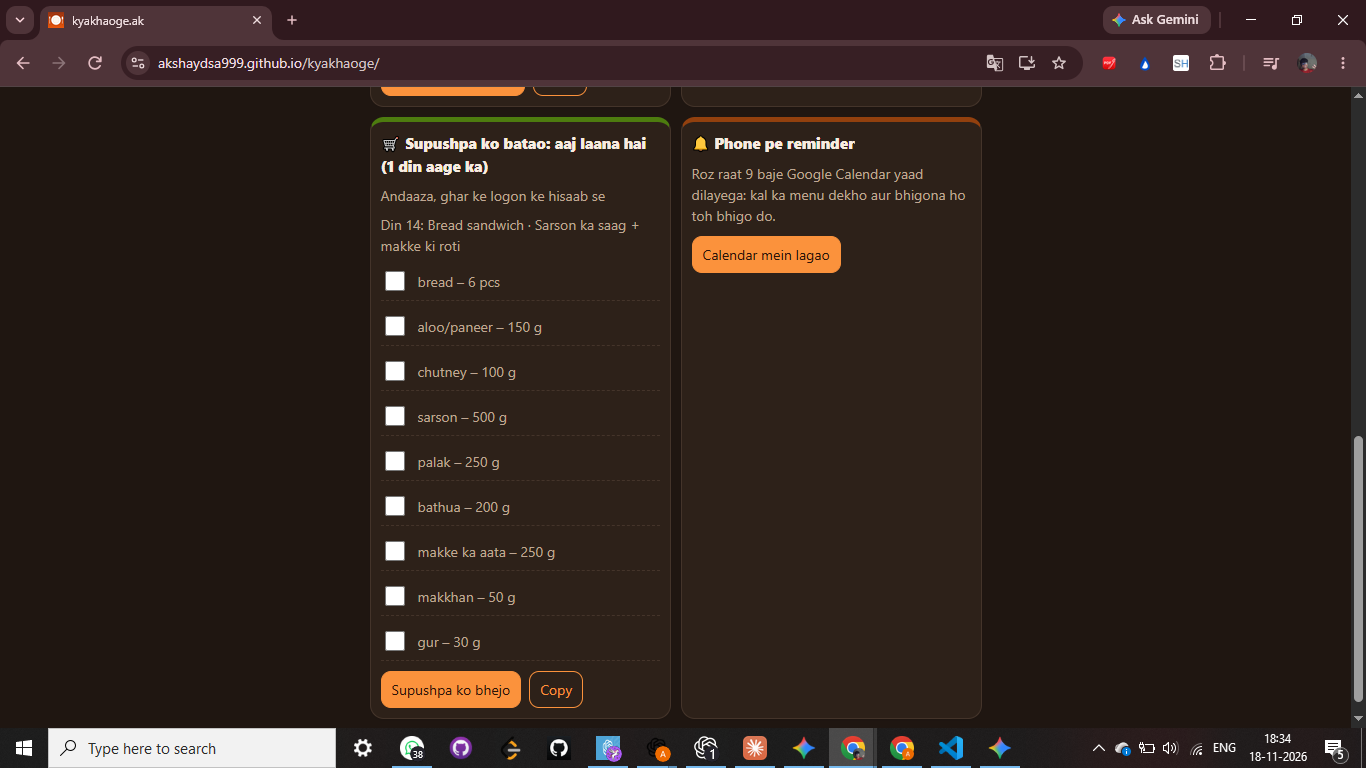 kyakhaoge.ak
Ask Gemini
akshaydsa999.github.io/kyakhaoge/
SH
🛒 Supushpa ko batao: aaj laana hai
(1 din aage ka)
Andaaza, ghar ke logon ke hisaab se
Din 14: Bread sandwich · Sarson ka saag +
makke ki roti
bread – 6 pcs
aloo/paneer – 150 g
chutney – 100 g
sarson – 500 g
palak – 250 g
bathua – 200 g
makke ka aata – 250 g
makkhan – 50 g
gur – 30 g
Supushpa ko bhejo
Copy
🔔 Phone pe reminder
Roz raat 9 baje Google Calendar yaad
dilayega: kal ka menu dekho aur bhigona ho
toh bhigo do.
Calendar mein lagao
Type here to search
38
1
ENG
18:34
18-11-2026
5